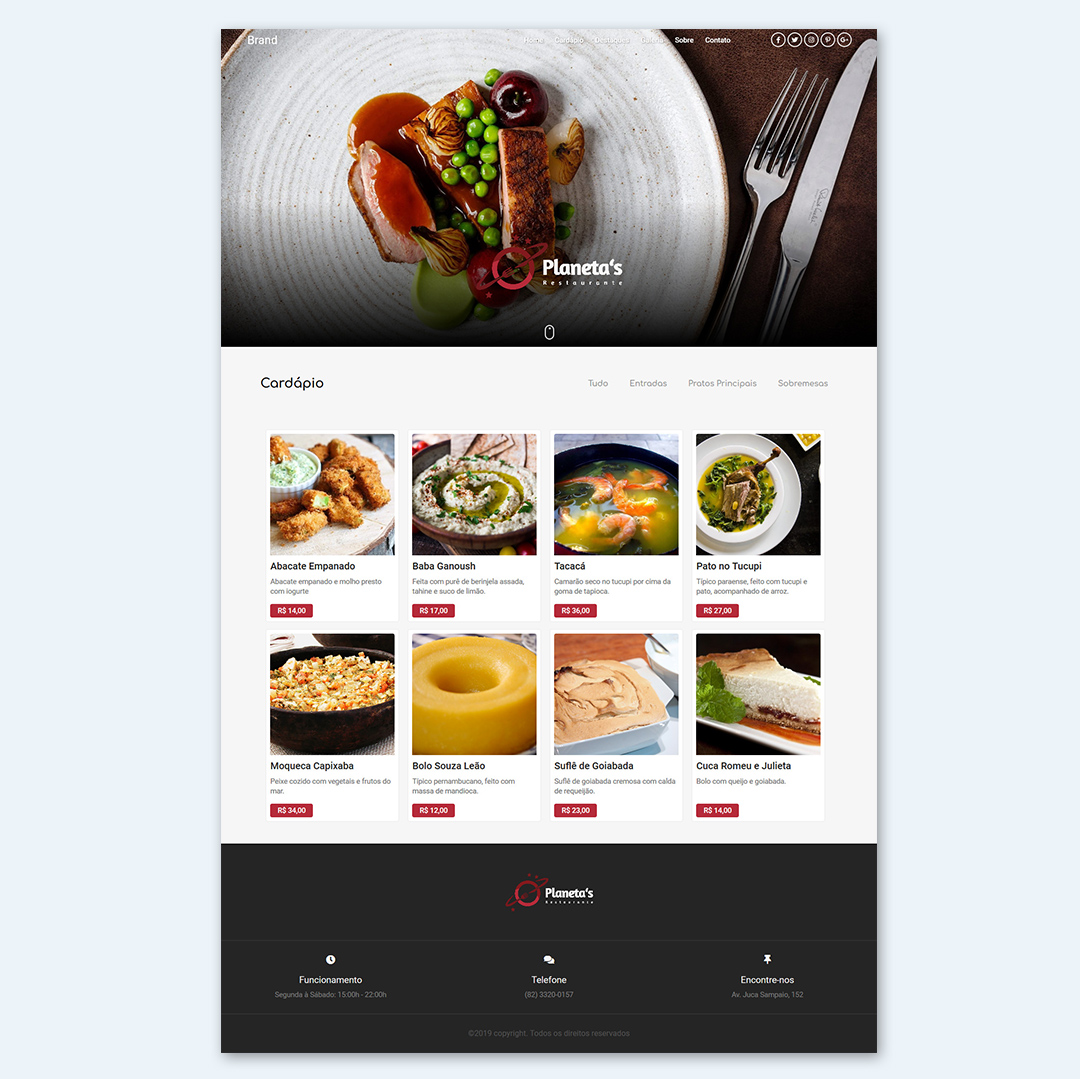 Brand
Home Cardápio Destaques Galeria Sobre Contato
Planeta's
Restaurante
Cardápio
Tudo Entradas Pratos Principais Sobremesas
Abacate Empanado
Abacate empanado e molho presto
com iogurte
R$ 14,00
Baba Ganoush
Feita com purê de berinjela assada,
tahine e suco de limão.
R$ 17,00
Tacacá
Camarão seco no tucupi por cima da
goma de tapioca.
R$ 36,00
Pato no Tucupi
Típico paraense, feito com tucupi e
pato, acompanhado de arroz.
R$ 27,00
Moqueca Capixaba
Peixe cozido com vegetais e frutos do
mar.
R$ 34,00
Bolo Souza Leão
Típico pernambucano, feito com
massa de mandioca.
R$ 12,00
Suflê de Goiabada
Suflê de goiabada cremosa com calda
de requeijão.
R$ 23,00
Cuca Romeu e Julieta
Bolo com queijo e goiabada.
R$ 14,00
Planeta's
Restaurante
Funcionamento
Segunda à Sábado: 15:00h - 22:00h
Telefone
(82) 3320-0157
Encontre-nos
Av. Juca Sampaio, 152
©2019 copyright. Todos os direitos reservados